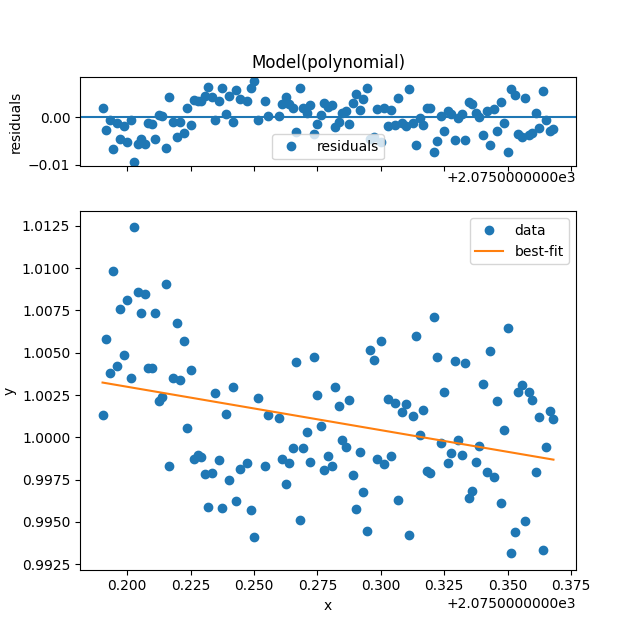 Model(polynomial)
residuals
0.00
−0.01
residuals
+2.0750000000e3
1.0125
1.0100
1.0075
1.0050
1.0025
1.0000
0.9975
0.9950
0.9925
y
data
best-fit
0.200 0.225 0.250 0.275 0.300 0.325 0.350 0.375
x
+2.0750000000e3